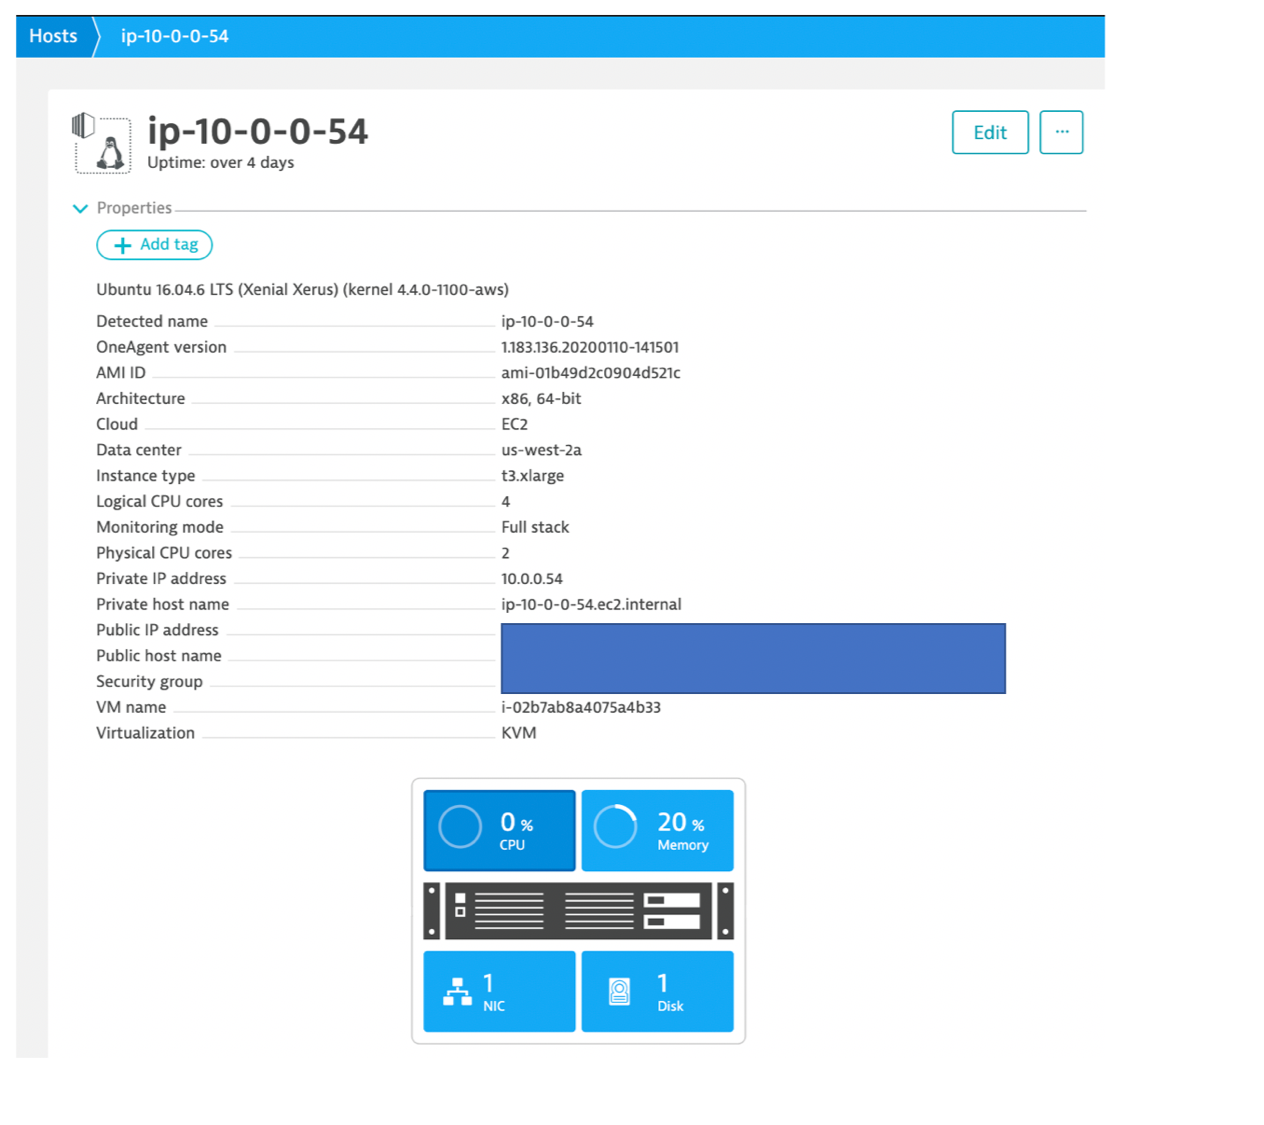 Hosts ip-10-0-0-54
ip-10-0-0-54
Uptime: over 4 days
Edit ...
Properties
+ Add tag
Ubuntu 16.04.6 LTS (Xenial Xerus) (kernel 4.4.0-1100-aws)
Detected name ip-10-0-0-54
OneAgent version 1.183.136.20200110-141501
AMI ID ami-01b49d2c0904d521c
Architecture x86, 64-bit
Cloud EC2
Data center us-west-2a
Instance type t3.xlarge
Logical CPU cores 4
Monitoring mode Full stack
Physical CPU cores 2
Private IP address 10.0.0.54
Private host name ip-10-0-0-54.ec2.internal
Public IP address
Public host name
Security group
VM name i-02b7ab8a4075a4b33
Virtualization KVM
0 % 20 %
CPU Memory
1 1
NIC Disk